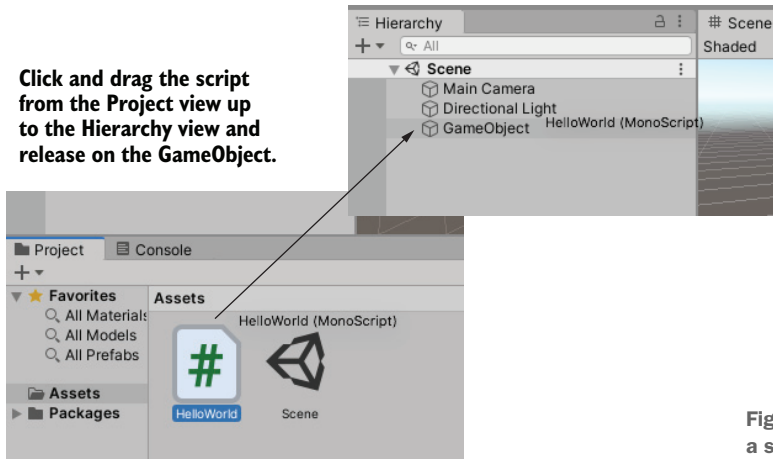 Hierarchy
# Scene
All
Shaded
Click and drag the script
from the Project view up
to the Hierarchy view and
release on the GameObject.
Scene
Main Camera
Directional Light
GameObject HelloWorld (MonoScript)
Project Console
Favorites
All Materials
All Models
All Prefabs
Assets
Packages
Assets
HelloWorld (MonoScript)
#
HelloWorld Scene
Fig
a s